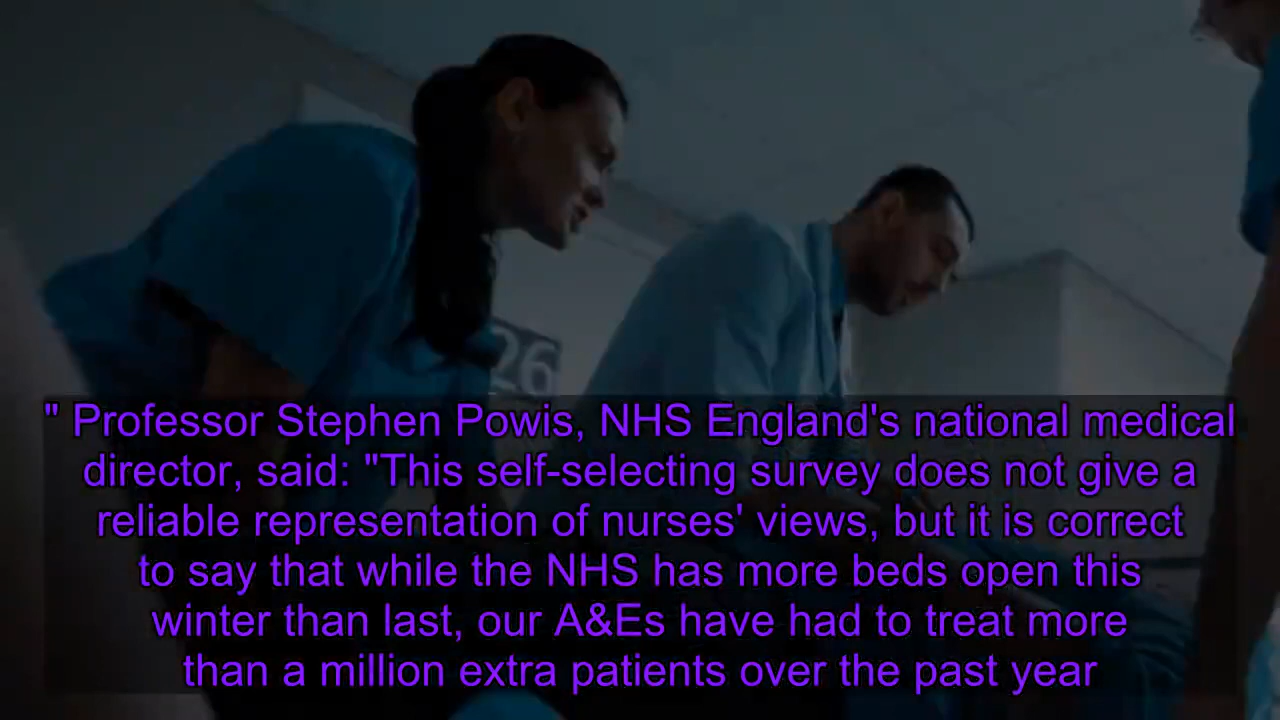 26
" Professor Stephen Powis, NHS England's national medical
director, said: "This self-selecting survey does not give a
reliable representation of nurses' views, but it is correct
to say that while the NHS has more beds open this
winter than last, our A&Es have had to treat more
than a million extra patients over the past year